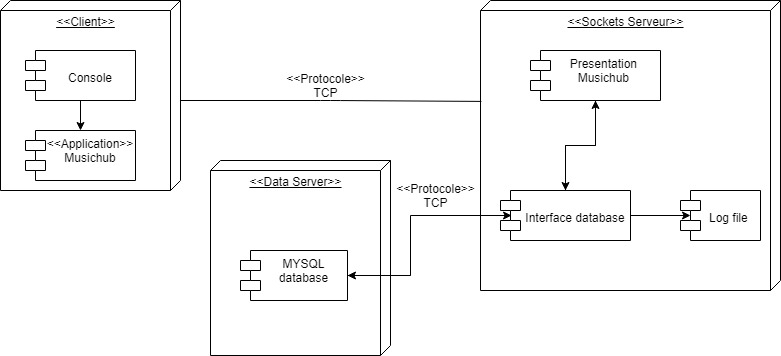 <<Client>>
Console
<<Application>>
Musichub
<<Protocole>>
TCP
<<Sockets Serveur>>
Presentation
Musichub
<<Data Server>>
MYSQL
database
<<Protocole>>
TCP
Interface database
Log file